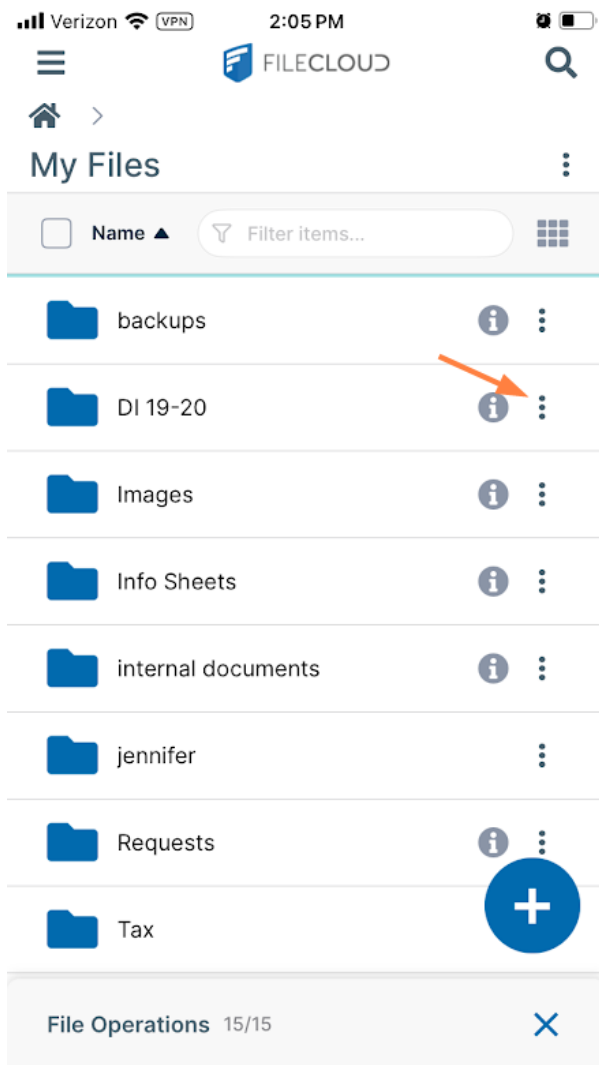 Verizon VPN 2:05 PM
FILECLOUD
My Files
Name Filter items...
backups
DI 19-20
Images
Info Sheets
internal documents
jennifer
Requests
Tax
File Operations 15/15